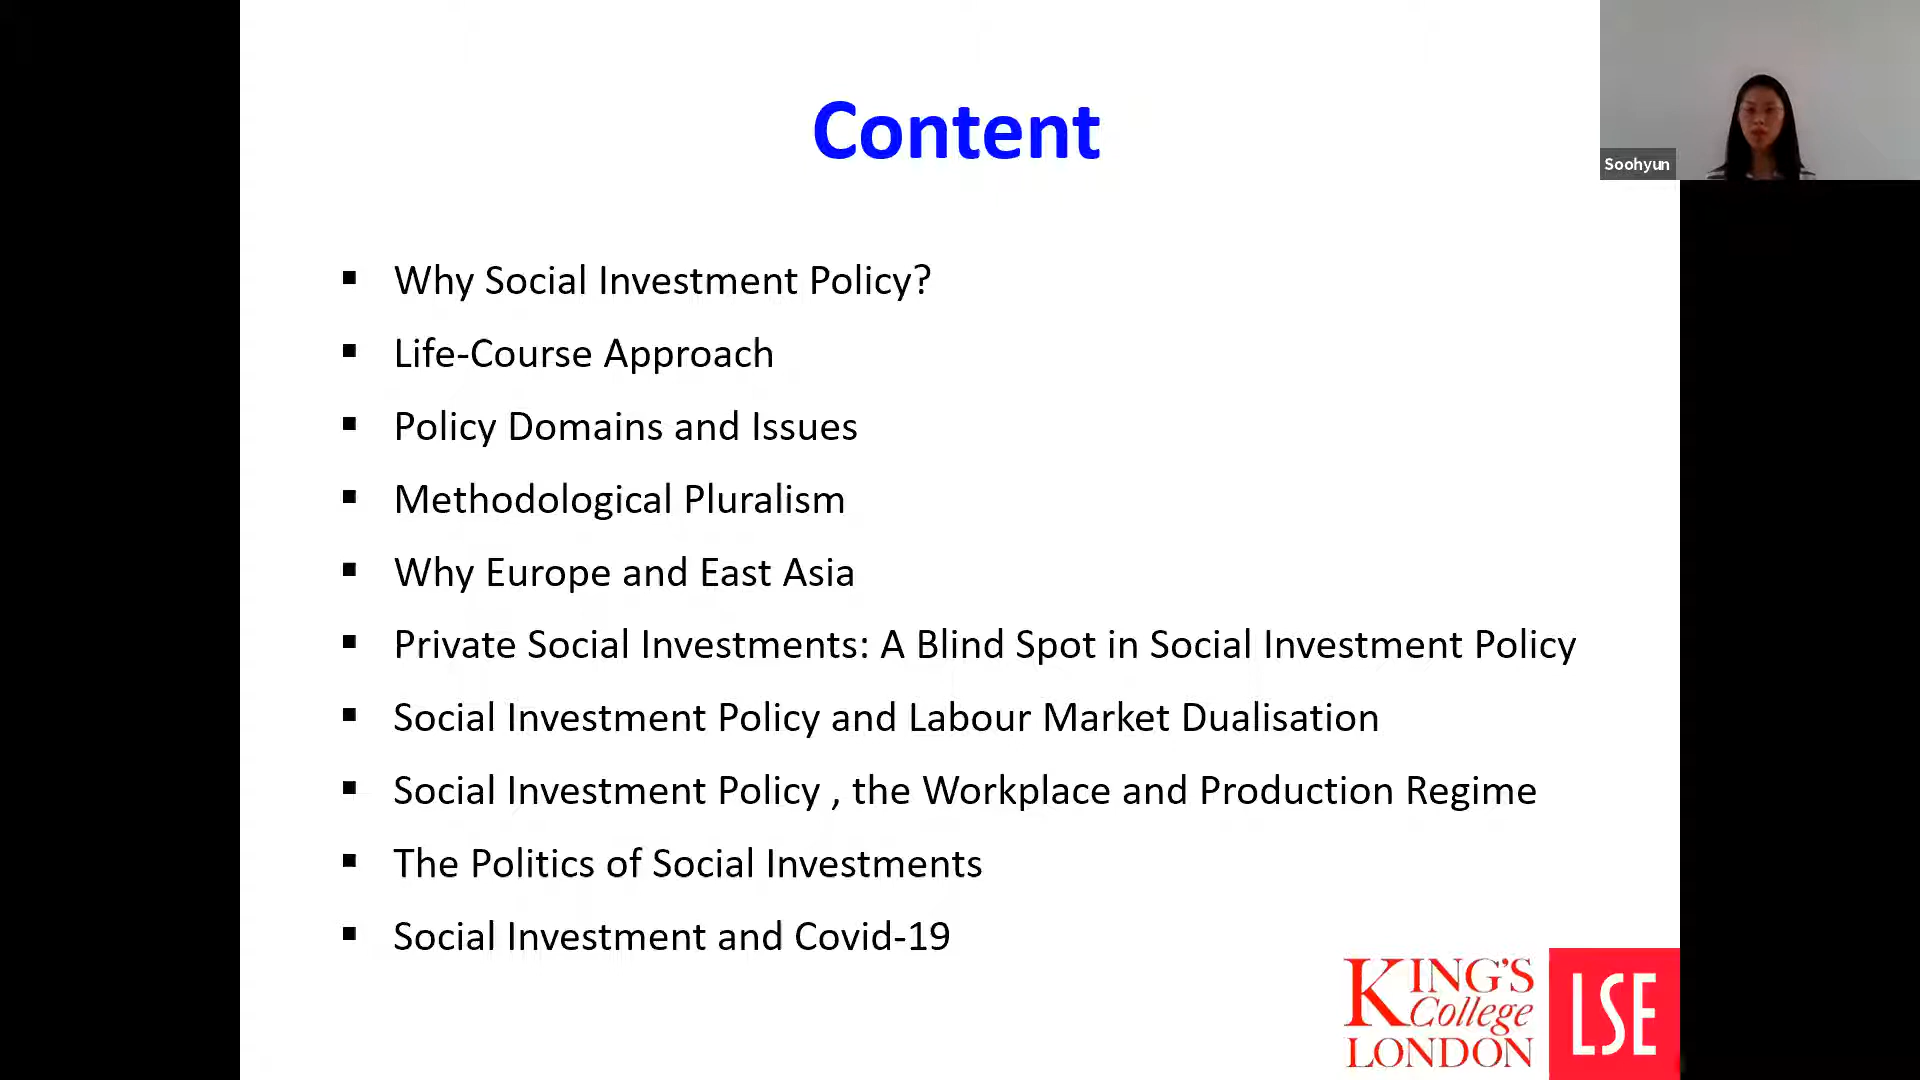 Content
Soohyun
▪ Why Social Investment Policy?
▪ Life-Course Approach
▪ Policy Domains and Issues
▪ Methodological Pluralism
▪ Why Europe and East Asia
▪ Private Social Investments: A Blind Spot in Social Investment Policy
▪ Social Investment Policy and Labour Market Dualisation
▪ Social Investment Policy , the Workplace and Production Regime
▪ The Politics of Social Investments
▪ Social Investment and Covid-19
KING'S
College
LONDON
LSE